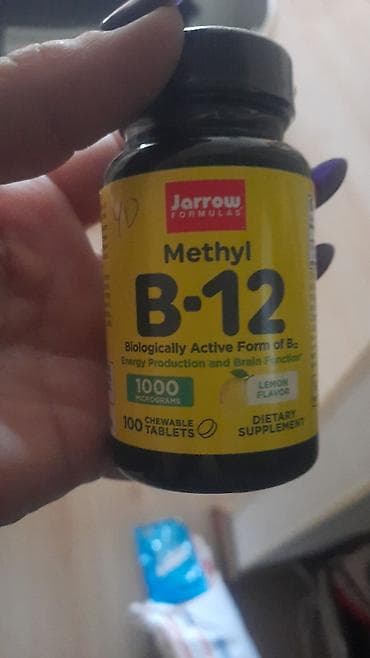 Jarrow
FORMULAS
Methyl
B-12
Biologically Active Form of B12
Energy Production and Brain Function*
1000
MICROGRAMS
LEMON
FLAVOR
100 CHEWABLE
TABLETS
DIETARY
SUPPLEMENT